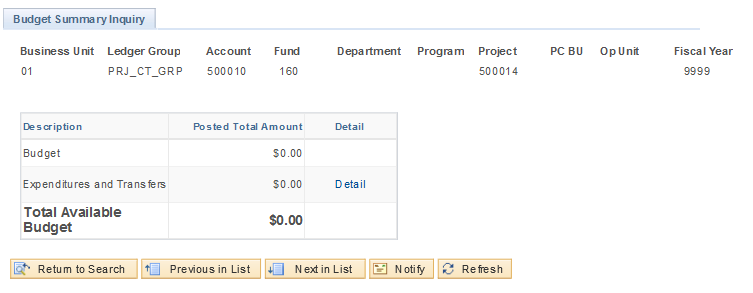 Budget Summary Inquiry
Business Unit Ledger Group Account Fund Department Program Project PC BU Op Unit Fiscal Year
01 PRJ_CT_GRP 500010 160 500014 9999
Description Posted Total Amount Detail
Budget $0.00
Expenditures and Transfers $0.00 Detail
Total Available
Budget $0.00
Return to Search Previous in List Next in List Notify Refresh